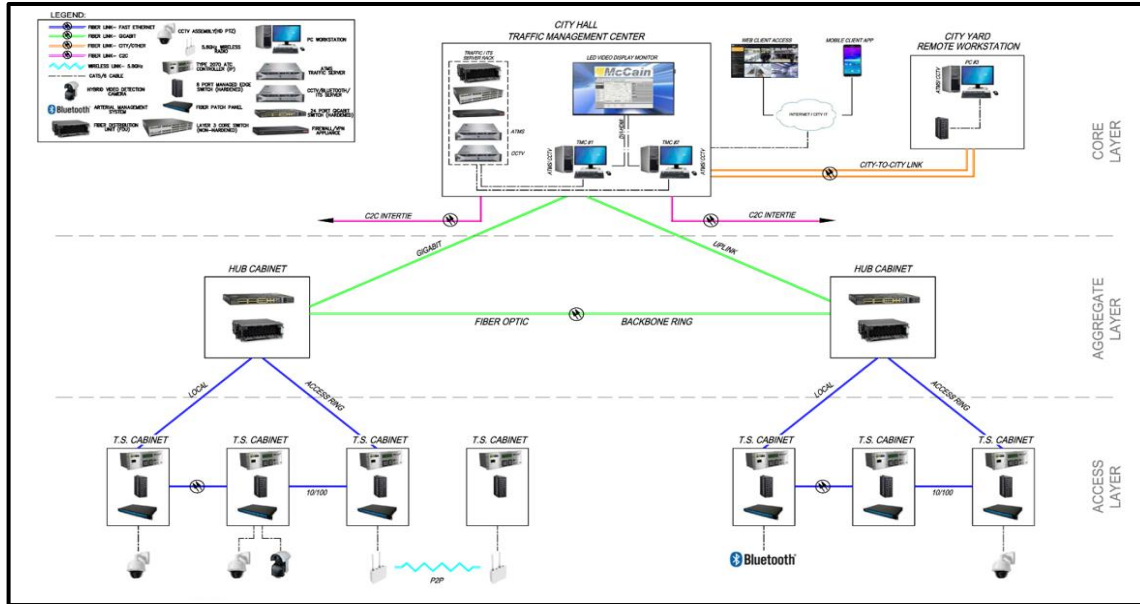 LEGEND:
FIBER LINK- FAST ETHERNET
FIBER LINK- GIGABIT
FIBER LINK- CITY/OTHER
FIBER LINK- C2C
WIRELESS LINK- 5.8GHz
CAT5/6 CABLE
HYBRID VIDEO DETECTION
CAMERA
Bluetooth
ARTERIAL MANAGEMENT
SYSTEM
FIBER DISTRIBUTION
UNIT (FDU)
CCTV ASSEMBLY(HD PTZ)
5.8GHz WIRELESS
RADIO
TYPE 2070 ATC
CONTROLLER (IP)
8 PORT MANAGED EDGE
SWITCH (HARDENED)
FIBER PATCH PANEL
LAYER 3 CORE SWITCH
(NON-HARDENED)
PC WORKSTATION
ATMS
TRAFFIC SERVER
CCTV/BLUETOOTH/
ITS SERVER
24 PORT GIGABIT
SWITCH (HARDENED)
FIREWALL/VPN
APPLIANCE
CITY HALL
TRAFFIC MANAGEMENT CENTER
TRAFFIC / ITS
SERVER RACK
ATMS
CCTV
LED VIDEO DISPLAY MONITOR
McCain
DVI/HDMI
TMC #1
ATMS/CCTV
TMC #2
ATMS/CCTV
WEB CLIENT ACCESS
MOBILE CLIENT APP
INTERNET / CITY IT
CITY YARD
REMOTE WORKSTATION
PC #3
ATMS/CCTV
CITY-TO-CITY LINK
CORE
LAYER
C2C INTERTIE
C2C INTERTIE
GIGABIT
UPLINK
HUB CABINET
HUB CABINET
FIBER OPTIC
BACKBONE RING
AGGREGATE
LAYER
LOCAL
ACCESS RING
LOCAL
ACCESS RING
T.S. CABINET
T.S. CABINET
T.S. CABINET
T.S. CABINET
T.S. CABINET
T.S. CABINET
T.S. CABINET
10/100
10/100
ACCESS
LAYER
P2P
Bluetooth